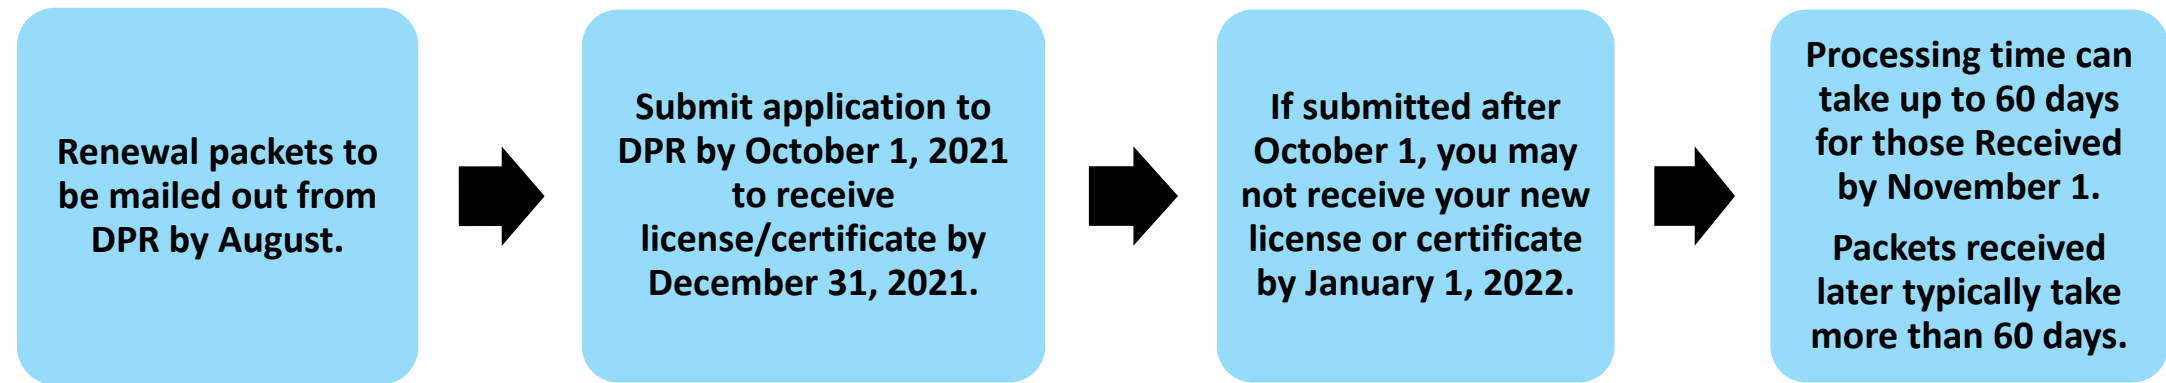 Renewal packets to
be mailed out from
DPR by August.
Submit application to
DPR by October 1, 2021
to receive
license/certificate by
December 31, 2021.
If submitted after
October 1, you may
not receive your new
license or certificate
by January 1, 2022.
Processing time can
take up to 60 days
for those Received
by November 1.
Packets received
later typically take
more than 60 days.